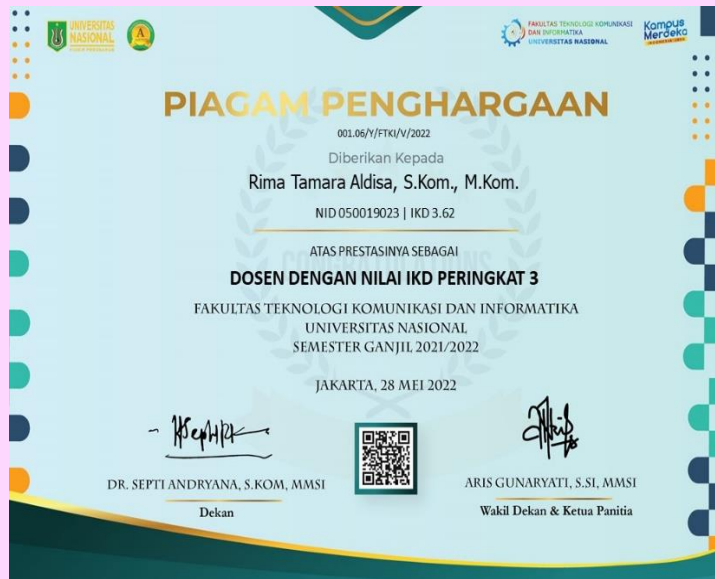 UNIVERSITAS
NASIONAL
A
FAKULTAS TEKNOLOGI KOMUNIKASI
DAN INFORMATIKA
UNIVERSITAS NASIONAL
Kampus
Merdeka
PIAGAM PENGHARGAAN
001.06/Y/FTKI/V/2022
Diberikan Kepada
Rima Tamara Aldisa, S.Kom., M.Kom.
NID 050019023 | IKD 3.62
ATAS PRESTASINYA SEBAGAI
CONGRATULATIONS
DOSEN DENGAN NILAI IKD PERINGKAT 3
FAKULTAS TEKNOLOGI KOMUNIKASI DAN INFORMATIKA
UNIVERSITAS NASIONAL
SEMESTER GANJIL 2021/2022
JAKARTA, 28 MEI 2022
DR. SEPTI ANDRYANA, S.KOM, MMSI
Dekan
ARIS GUNARYATI, S.SI, MMSI
Wakil Dekan & Ketua Panitia